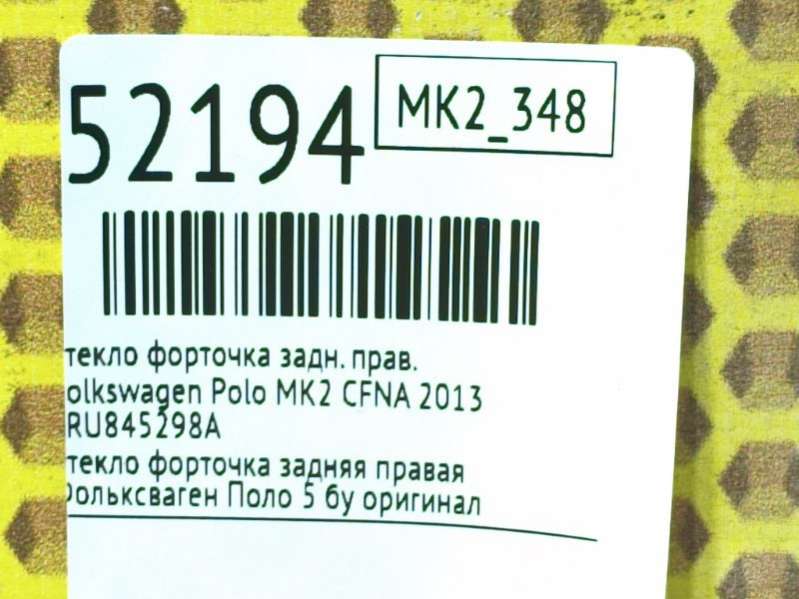 52194
MK2_348
текло форточка задн. прав.
olkswagen Polo MK2 CFNA 2013
RU845298A
текло форточка задняя правая
Фольксваген Поло 5 бу оригинал